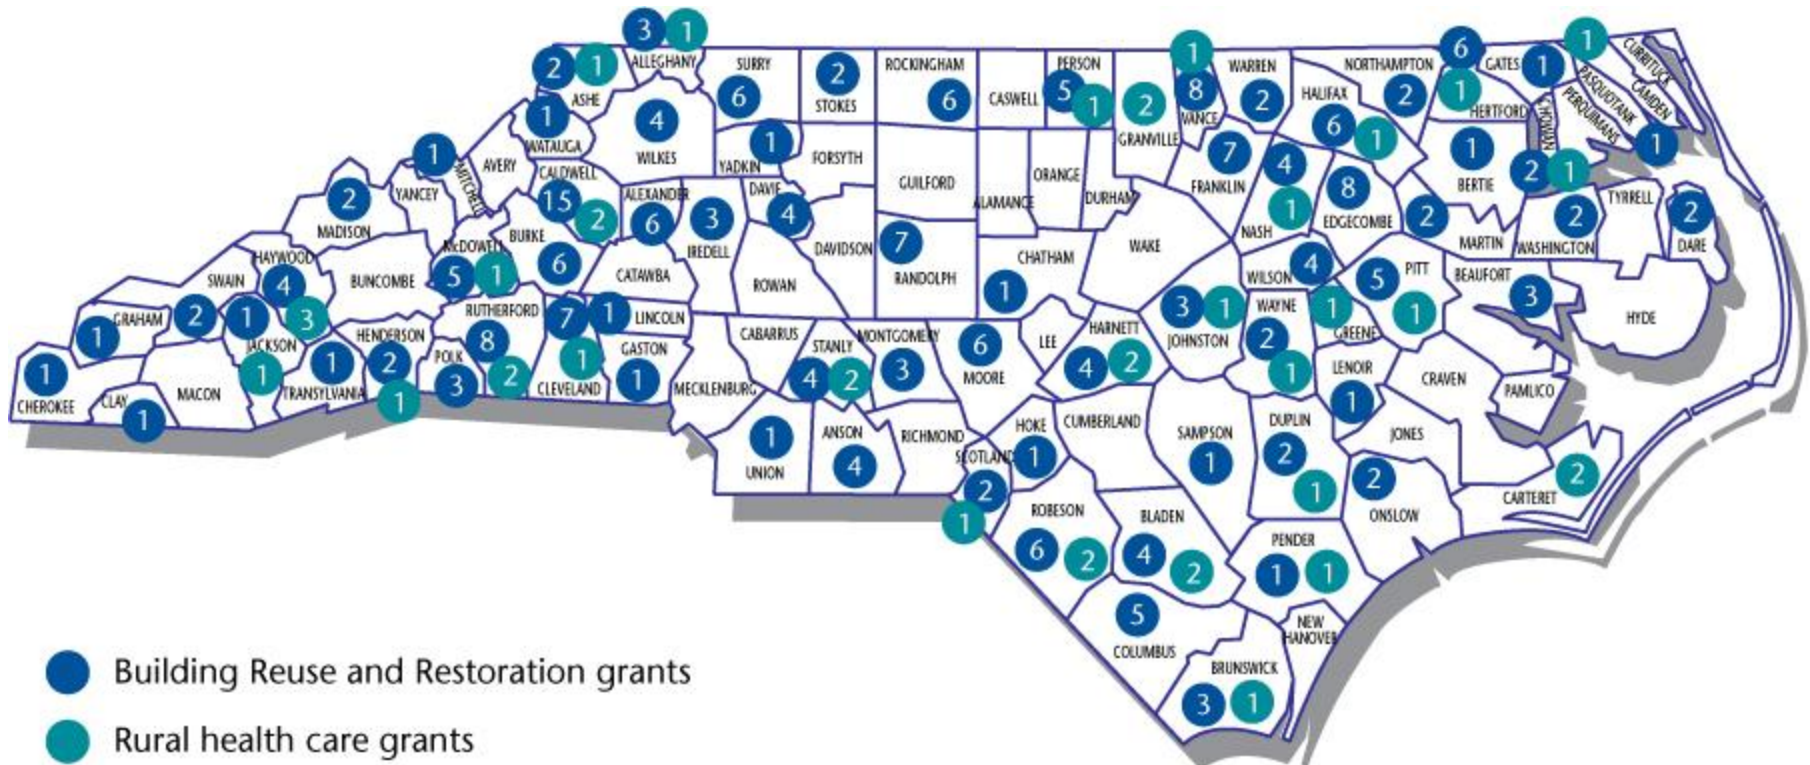 3 1
ALLEGHANY
2 1
ASHE
SURRY
6
2
STOKES
ROCKINGHAM
6
CASWELL
PERSON
5 1
2
GRANVILLE
1
8
VANCE
WARREN
2
NORTHAMPTON
2
HALIFAX
6 1
6
1
HERTFORD
GATES
1
1
CURRITUCK
CAMDEN
PASQUOTANK
PERQUIMANS
1
CHOWAN
2 1
1
WATAUGA
4
WILKES
1
YADKIN
FORSYTH
GUILFORD
ALAMANCE
ORANGE
DURHAM
7
FRANKLIN
4
1
NASH
8
EDGECOMBE
1
BERTIE
2
MARTIN
2
WASHINGTON
TYRRELL
2
DARE
1
MITCHELL
AVERY
YANCEY
2
MADISON
CALDWELL
15 2
ALEXANDER
6
3
IREDELL
DAVIE
4
DAVIDSON
7
RANDOLPH
CHATHAM
1
WAKE
WILSON
4
5
PITT
1
BEAUFORT
3
HYDE
SWAIN
2
HAYWOOD
4
3
BUNCOMBE
McDOWELL
5 1
BURKE
6
CATAWBA
ROWAN
1
GRAHAM
1
JACKSON
1
RUTHERFORD
8
2
7
1
CLEVELAND
1
LINCOLN
GASTON
1
CABARRUS
STANLY
4 2
MONTGOMERY
3
6
MOORE
LEE
HARNETT
4 2
3 1
JOHNSTON
WAYNE
2
1
1
GREENE
LENOIR
1
CRAVEN
PAMLICO
1
CHEROKEE
CLAY
1
MACON
1
TRANSYLVANIA
HENDERSON
2
1
POLK
3
MECKLENBURG
1
UNION
ANSON
4
RICHMOND
SCOTLAND
2
1
HOKE
1
CUMBERLAND
SAMPSON
1
DUPLIN
2
1
JONES
2
ONSLOW
CARTERET
2
ROBESON
6 2
BLADEN
4 2
PENDER
1 1
5
COLUMBUS
NEW
HANOVER
BRUNSWICK
3 1
Building Reuse and Restoration grants
Rural health care grants